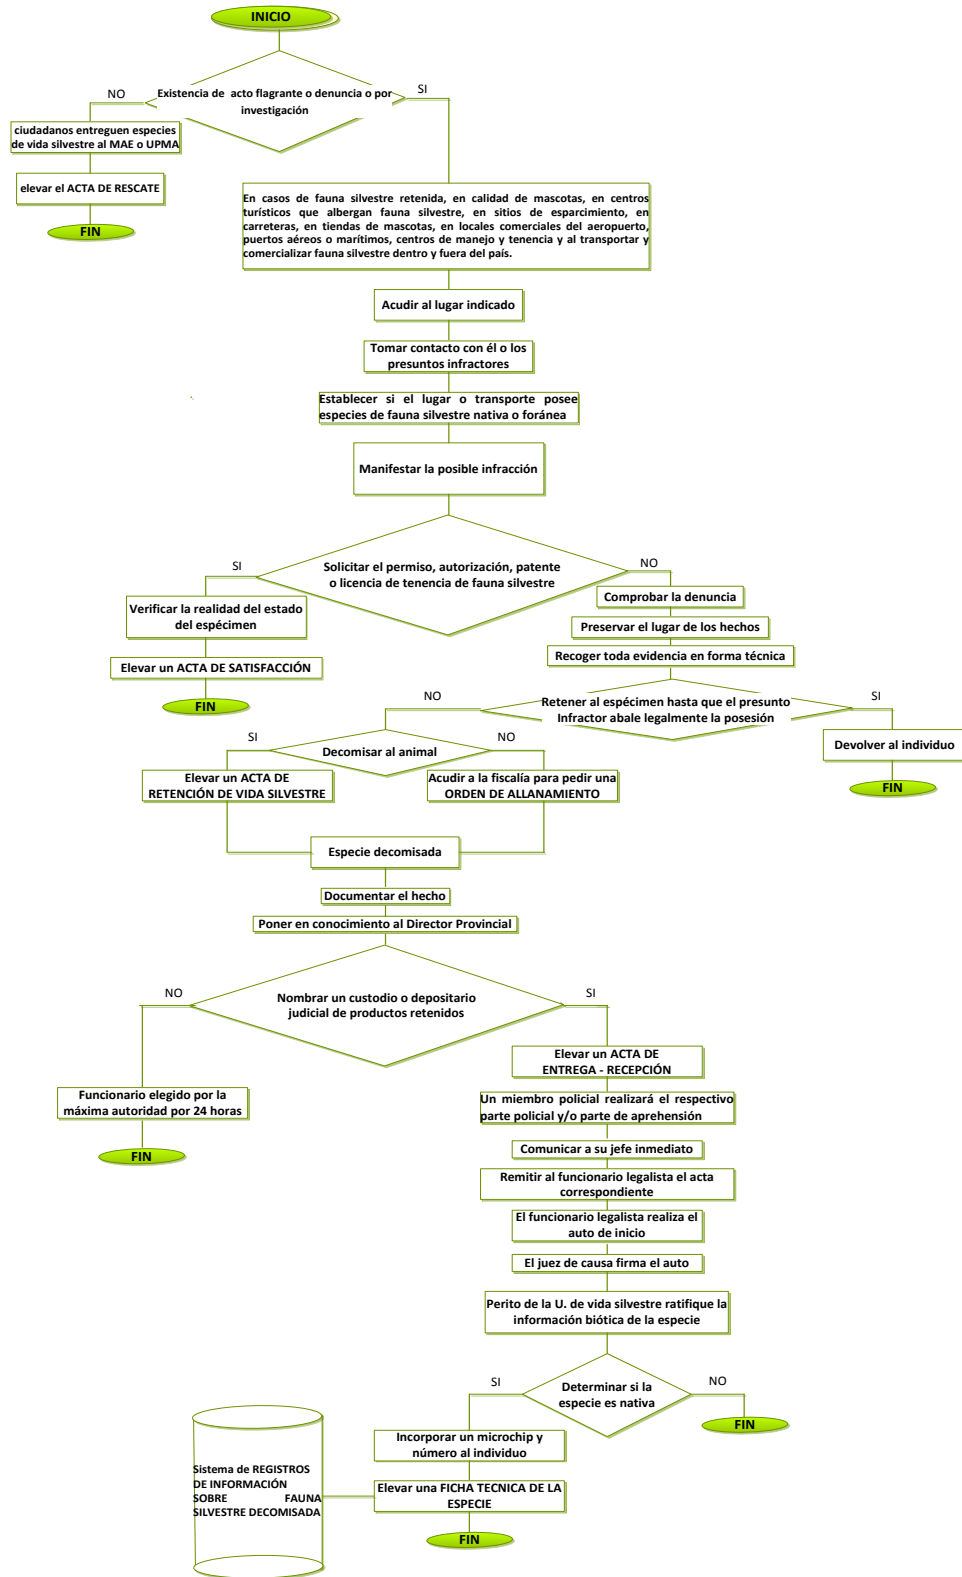 INICIO
Existencia de acto flagrante o denuncia o por
investigación
NO
SI
ciudadanos entreguen especies
de vida silvestre al MAE o UPMA
elevar el ACTA DE RESCATE
FIN
En casos de fauna silvestre retenida, en calidad de mascotas, en centros
turísticos que albergan fauna silvestre, en sitios de esparcimiento, en
carreteras, en tiendas de mascotas, en locales comerciales del aeropuerto,
puertos aéreos o marítimos, centros de manejo y tenencia y al transportar y
comercializar fauna silvestre dentro y fuera del país.
Acudir al lugar indicado
Tomar contacto con él o los
presuntos infractores
Establecer si el lugar o transporte posee
especies de fauna silvestre nativa o foránea
Manifestar la posible infracción
Solicitar el permiso, autorización, patente
o licencia de tenencia de fauna silvestre
SI
NO
Verificar la realidad del estado
del espécimen
Elevar un ACTA DE SATISFACCIÓN
FIN
Comprobar la denuncia
Preservar el lugar de los hechos
Recoger toda evidencia en forma técnica
Retener al espécimen hasta que el presunto
Infractor abale legalmente la posesión
NO
SI
Devolver al individuo
FIN
Decomisar al animal
SI
NO
Elevar un ACTA DE
RETENCIÓN DE VIDA SILVESTRE
Acudir a la fiscalía para pedir una
ORDEN DE ALLANAMIENTO
Especie decomisada
Documentar el hecho
Poner en conocimiento al Director Provincial
Nombrar un custodio o depositario
judicial de productos retenidos
NO
SI
Funcionario elegido por la
máxima autoridad por 24 horas
FIN
Elevar un ACTA DE
ENTREGA - RECEPCIÓN
Un miembro policial realizará el respectivo
parte policial y/o parte de aprehensión
Comunicar a su jefe inmediato
Remitir al funcionario legalista el acta
correspondiente
El funcionario legalista realiza el
auto de inicio
El juez de causa firma el auto
Perito de la U. de vida silvestre ratifique la
información biótica de la especie
Determinar si la
especie es nativa
SI
NO
FIN
Incorporar un microchip y
número al individuo
Elevar una FICHA TECNICA DE LA
ESPECIE
FIN
Sistema de REGISTROS
DE INFORMACIÓN
SOBRE FAUNA
SILVESTRE DECOMISADA